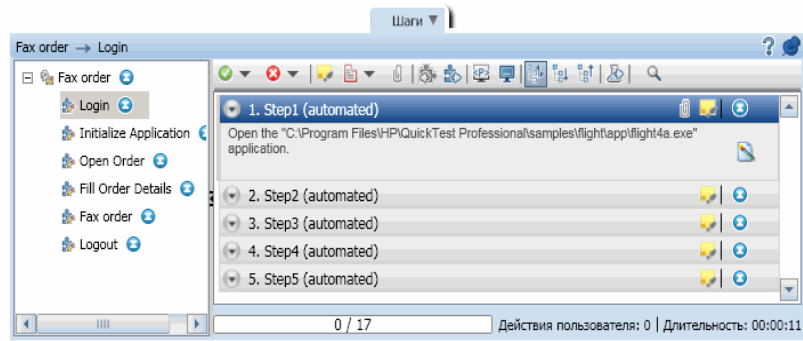 Шаги
Fax order → Login
Fax order
Login
Initialize Application
Open Order
Fill Order Details
Fax order
Logout
1. Step1 (automated)
Open the "C:\Program Files\HP\QuickTest Professional\samples\flight\app\flight4a.exe"
application.
2. Step2 (automated)
3. Step3 (automated)
4. Step4 (automated)
5. Step5 (automated)
0 / 17
Действия пользователя: 0 | Длительность: 00:00:11